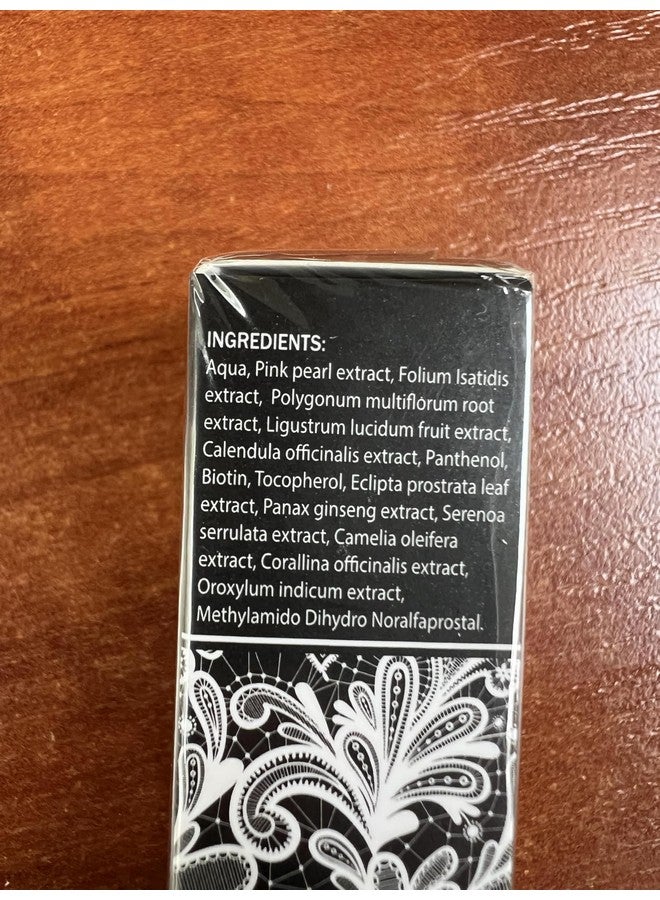 INGREDIENTS:
Aqua, Pink pearl extract, Folium Isatidis
extract, Polygonum multiflorum root
extract, Ligustrum lucidum fruit extract,
Calendula officinalis extract, Panthenol,
Biotin, Tocopherol, Eclipta prostrata leaf
extract, Panax ginseng extract, Serenoa
serrulata extract, Camelia oleifera
extract, Corallina officinalis extract,
Oroxylum indicum extract,
Methylamido Dihydro Noralfaprostal.